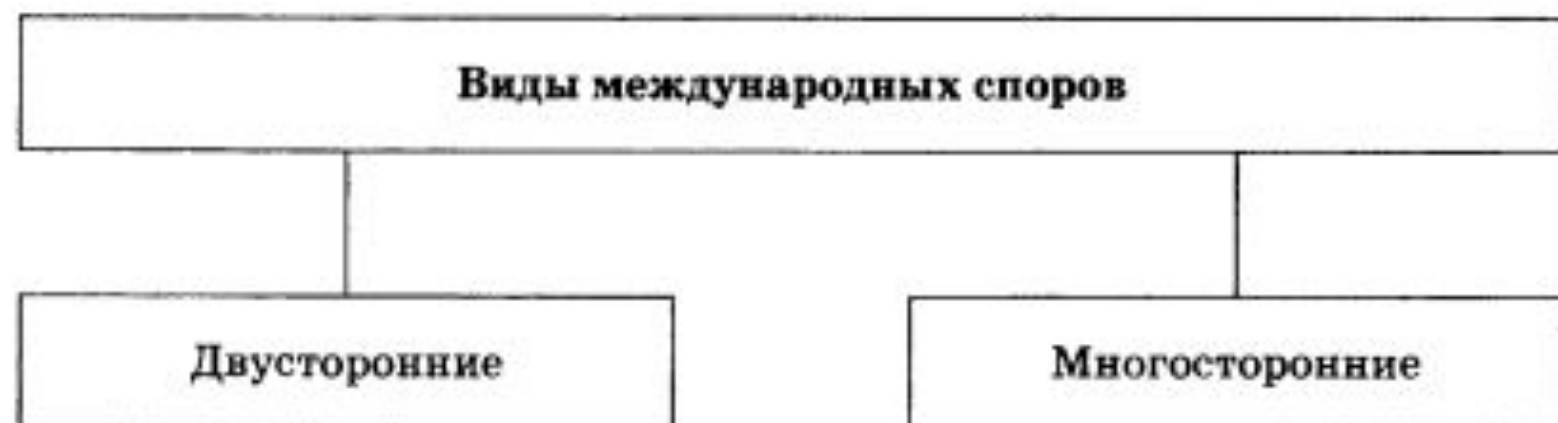 Виды международных споров
Двусторонние
Многосторонние